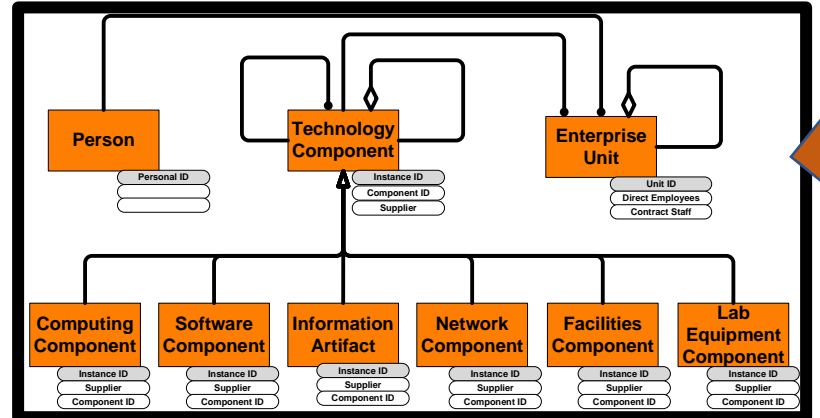 Person
Personal ID
Technology
Component
Instance ID
Component ID
Supplier
Enterprise
Unit
Unit ID
Direct Employees
Contract Staff
Computing
Component
Instance ID
Supplier
Component ID
Software
Component
Instance ID
Supplier
Component ID
Information
Artifact
Instance ID
Supplier
Component ID
Network
Component
Instance ID
Supplier
Component ID
Facilities
Component
Instance ID
Supplier
Component ID
Lab
Equipment
Component
Instance ID
Supplier
Component ID